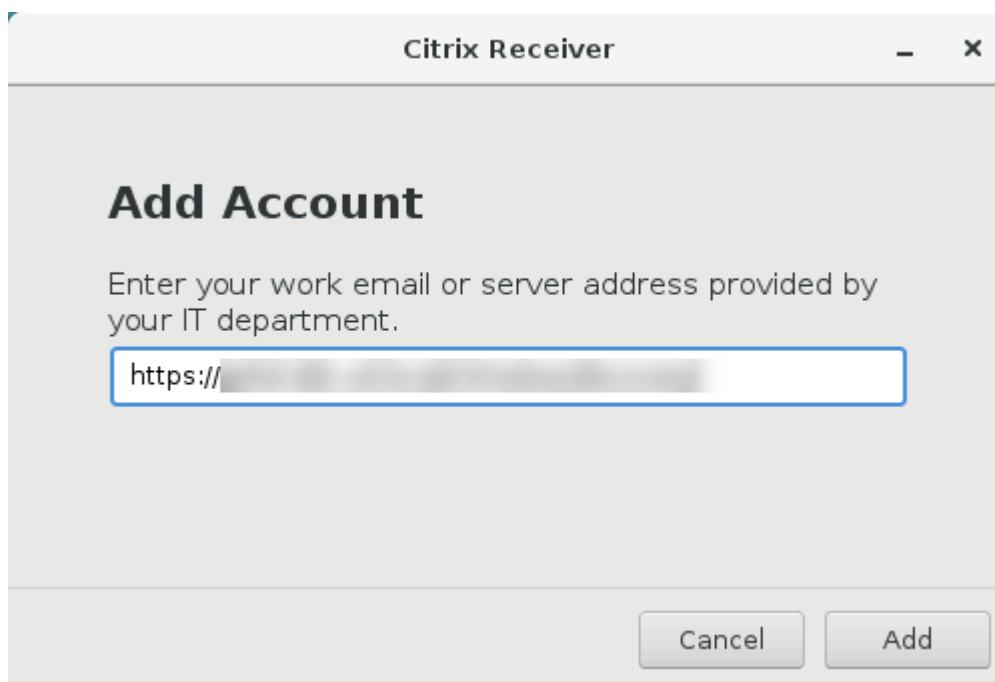 Citrix Receiver
Add Account
Enter your work email or server address provided by
your IT department.
https://
Cancel
Add